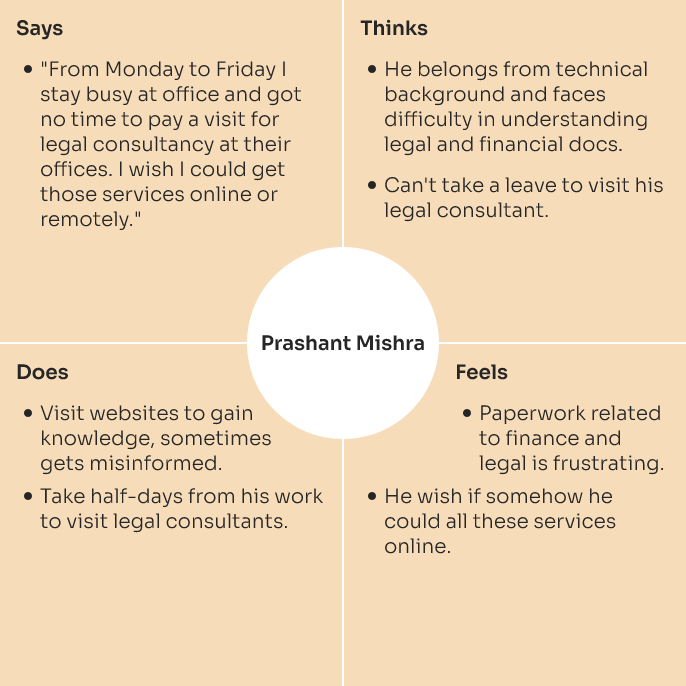 Says
• "From Monday to Friday I
stay busy at office and got
no time to pay a visit for
legal consultancy at their
offices. I wish I could get
those services online or
remotely."
Thinks
• He belongs from technical
background and faces
difficulty in understanding
legal and financial docs.
• Can't take a leave to visit his
legal consultant.
Prashant Mishra
Does
• Visit websites to gain
knowledge, sometimes
gets misinformed.
• Take half-days from his work
to visit legal consultants.
Feels
• Paperwork related
to finance and
legal is frustrating.
• He wish if somehow he
could all these services
online.